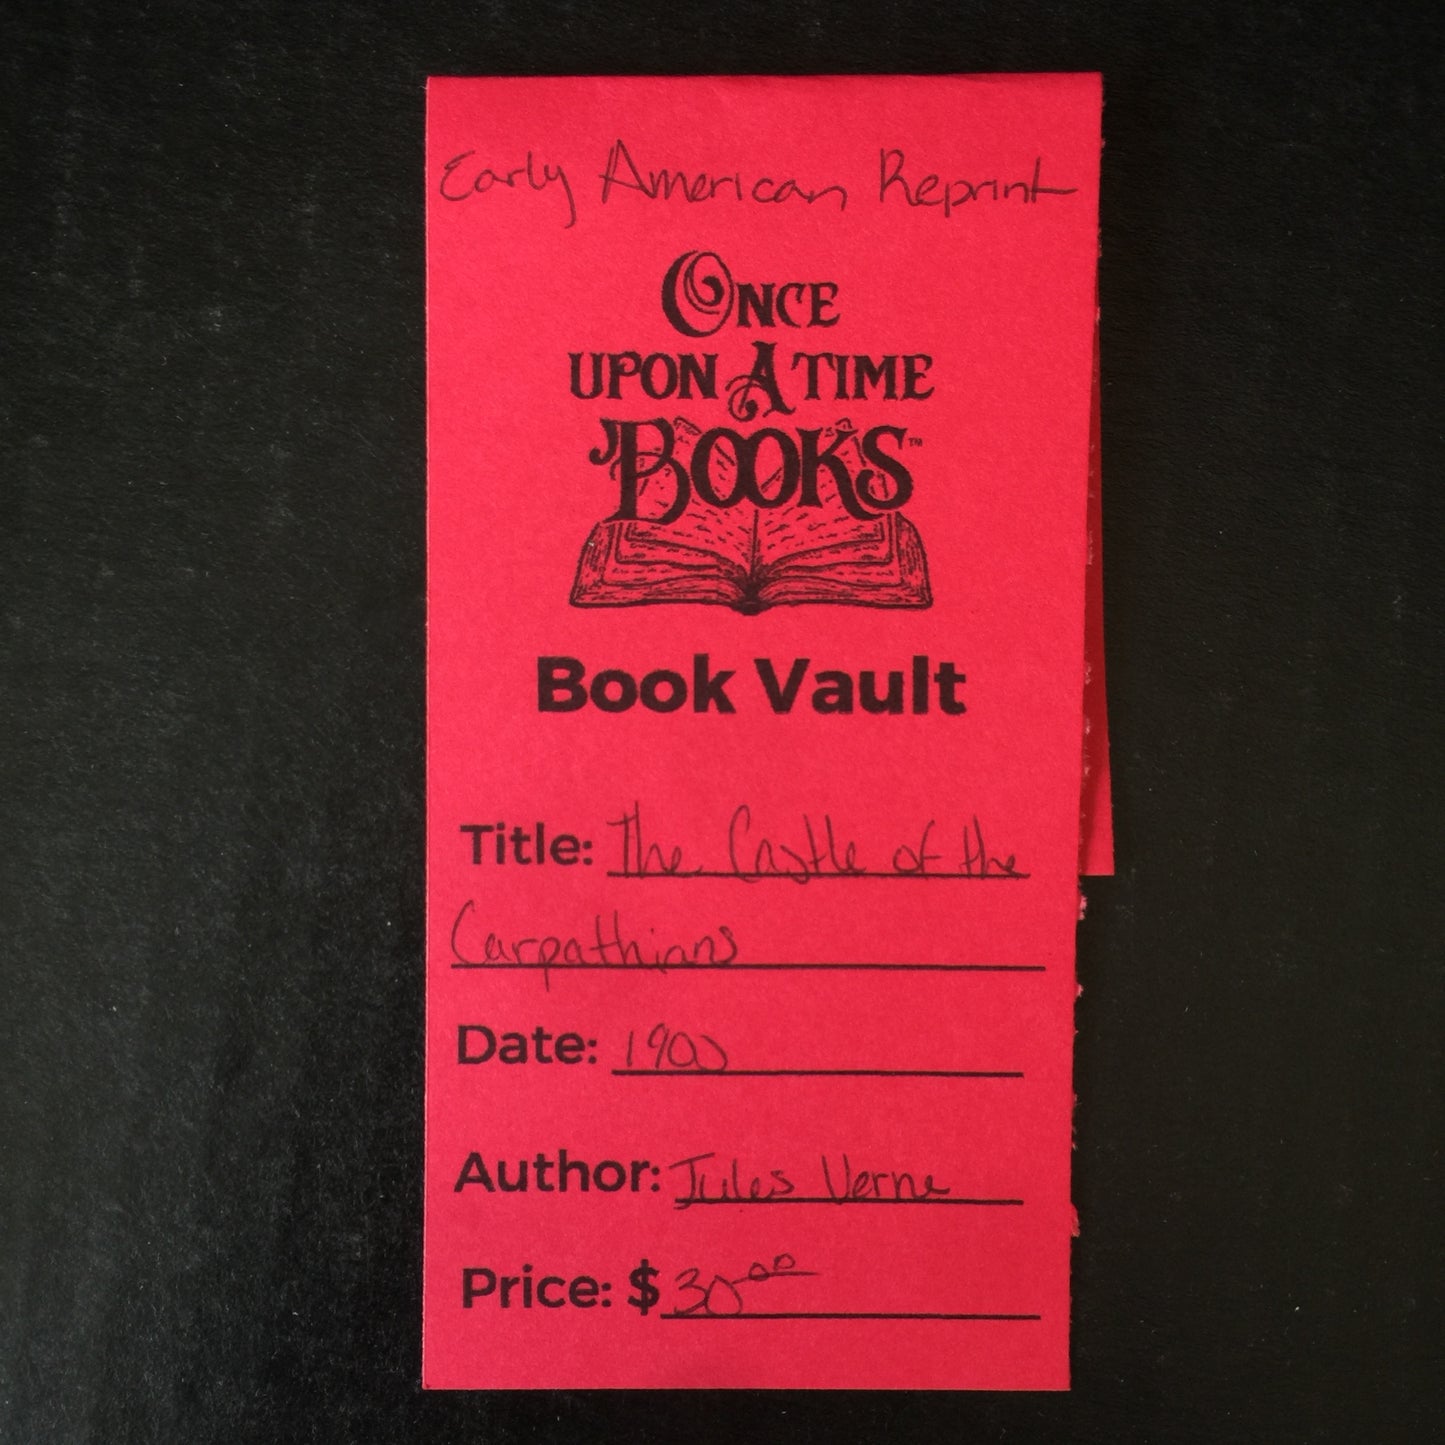 Early American Reprint
ONCE
UPON A TIME
BOOKS™
Book Vault
Title: The Castle of the
Carpathians
Date: 1900
Author: Jules Verne
Price: $30.00